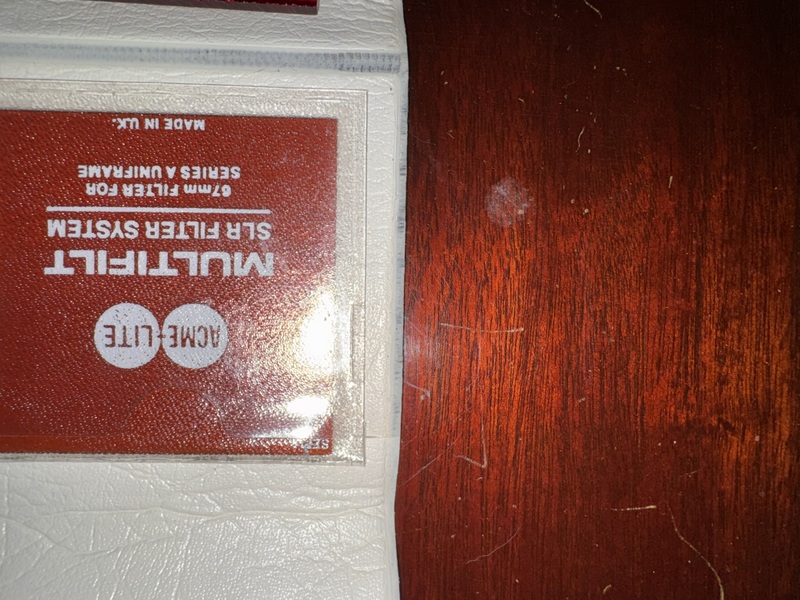 ACME-LITE
MULTIFILT
SLR FILTER SYSTEM
67mm FILTER FOR
SERIES A UNIFRAME
MADE IN U.K.